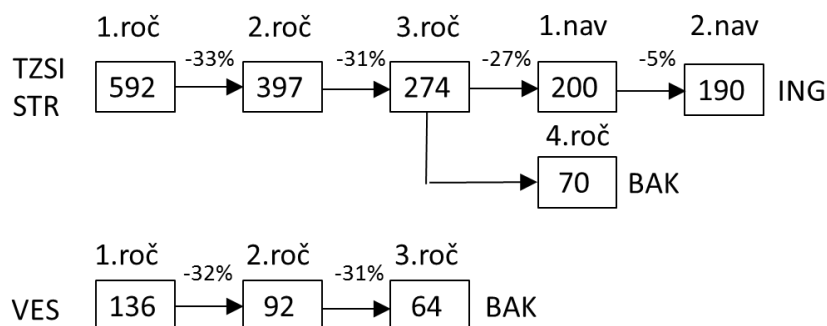 1.roč 2.roč 3.roč 1.nav 2.nav
-33% -31% -27% -5%
TZSI
STR
592 397 274 200 190 ING
4.roč
70 BAK
1.roč 2.roč 3.roč
-32% -31%
VES 136 92 64 BAK